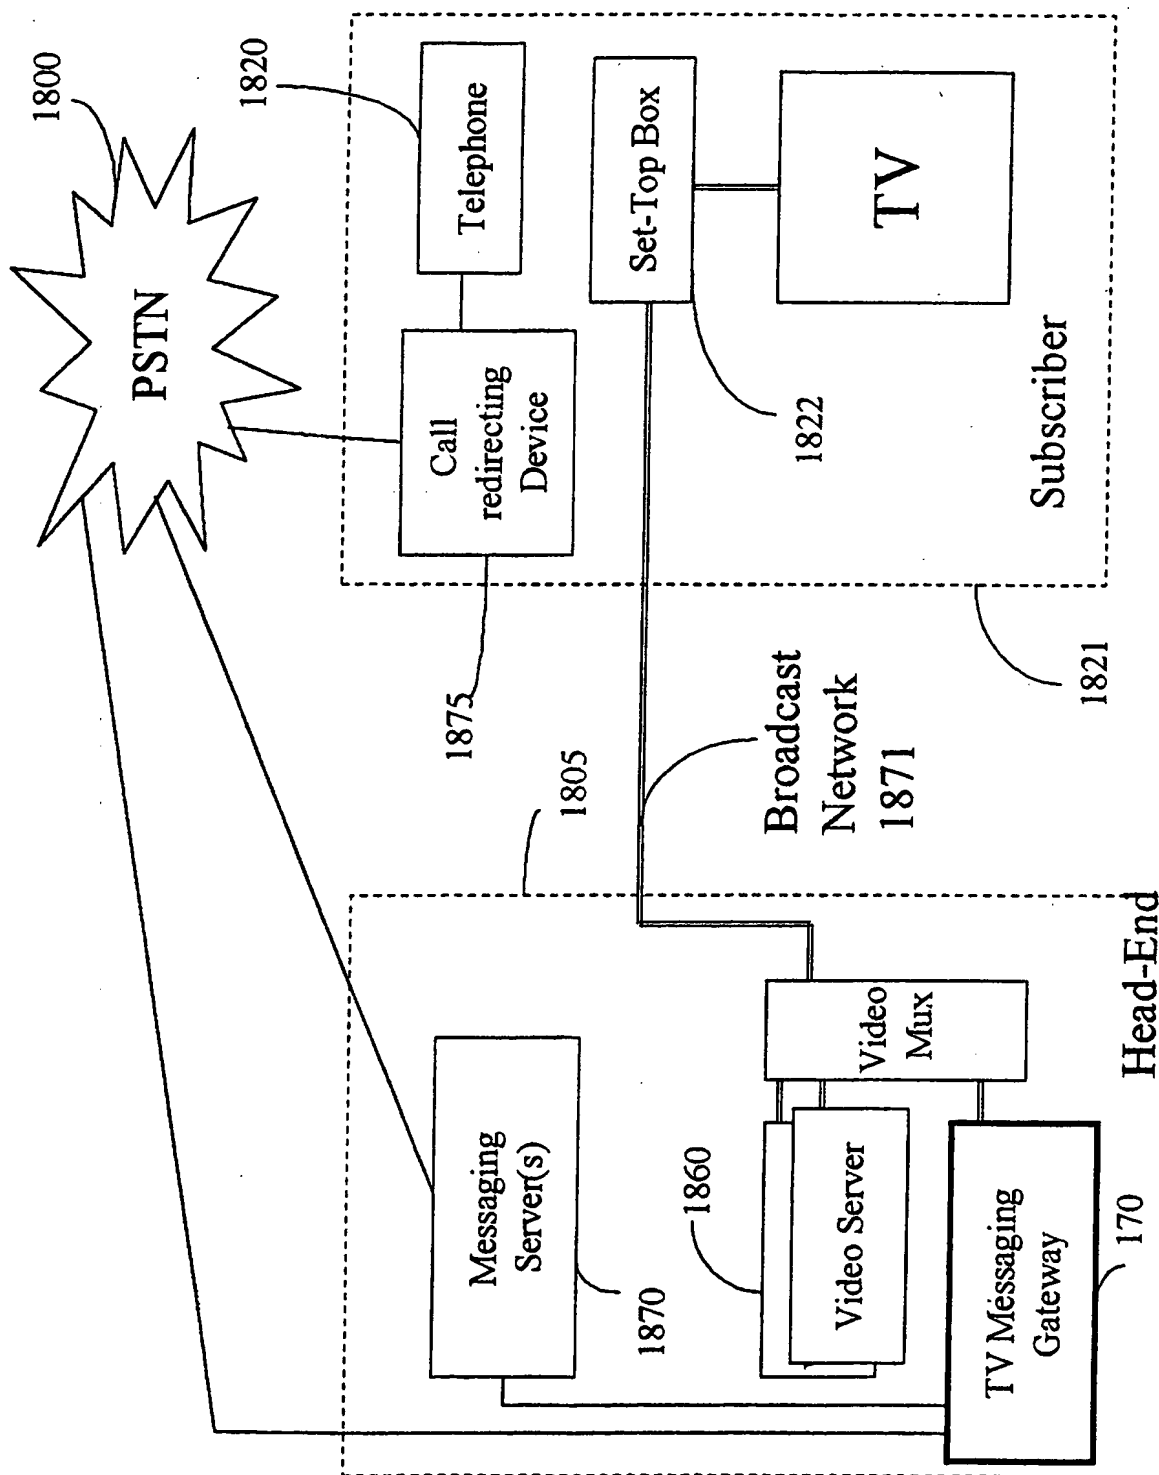 1800
PSTN
1820
Telephone
Call
redirecting
Device
1875
Set-Top Box
1822
TV
Subscriber
1821
1805
Broadcast
Network
1871
Messaging
Server(s)
1870
1860
Video Server
Video
Mux
TV Messaging
Gateway
170
Head-End